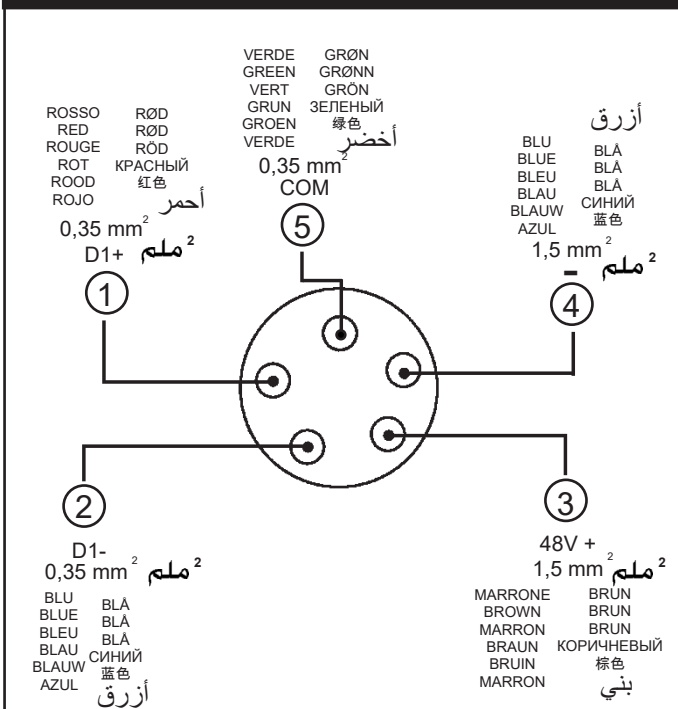 VERDE
GREEN
VERT
GRUN
GROEN
VERDE
GRØN
GRØNN
GRÖN
ЗЕЛЕНЫЙ
绿色
أخضر
0,35 mm²
COM
5
ROSSO
RED
ROUGE
ROT
ROOD
ROJO
RØD
RØD
RÖD
КРАСНЫЙ
红色
أحمر
0,35 mm²
D1+ ملم²
1
أزرق
BLU
BLUE
BLEU
BLAU
BLAUW
AZUL
BLÅ
BLÅ
BLÅ
СИНИЙ
蓝色
1,5 mm² ملم²
-
4
2
D1-
0,35 mm² ملم²
BLU
BLUE
BLEU
BLAU
BLAUW
AZUL
BLÅ
BLÅ
BLÅ
СИНИЙ
蓝色
أزرق
3
48V +
1,5 mm² ملم²
MARRONE
BROWN
MARRON
BRAUN
BRUIN
MARRON
BRUN
BRUN
BRUN
КОРИЧНЕВЫЙ
棕色
بني